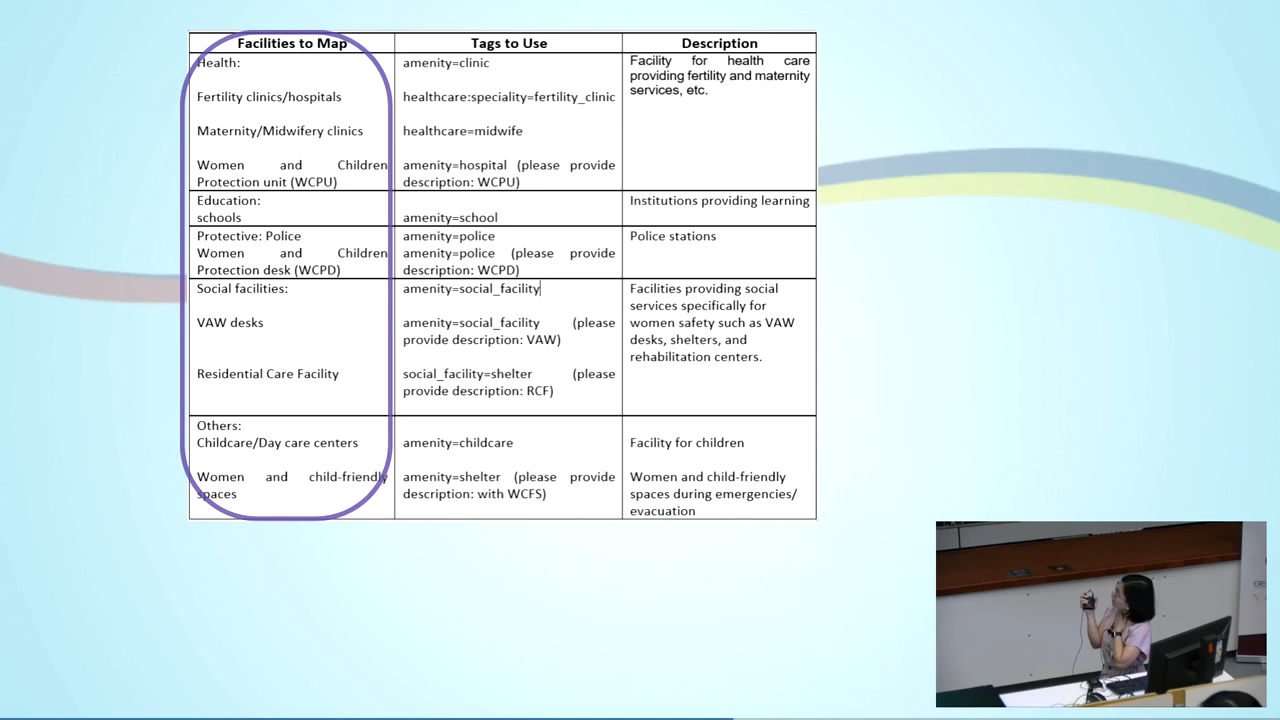 Facilities to Map
Tags to Use
Description
Health:
Fertility clinics/hospitals
Maternity/Midwifery clinics
Women and Children
Protection unit (WCPU)
amenity=clinic
healthcare:speciality=fertility_clinic
healthcare=midwife
amenity=hospital (please provide
description: WCPU)
Facility for health care
providing fertility and maternity
services, etc.
Education:
schools
amenity=school
Institutions providing learning
Protective: Police
Women and Children
Protection desk (WCPD)
amenity=police
amenity=police (please provide
description: WCPD)
Police stations
Social facilities:
VAW desks
Residential Care Facility
amenity=social_facility
amenity=social_facility (please
provide description: VAW)
social_facility=shelter (please
provide description: RCF)
Facilities providing social
services specifically for
women safety such as VAW
desks, shelters, and
rehabilitation centers.
Others:
Childcare/Day care centers
Women and child-friendly
spaces
amenity=childcare
amenity=shelter (please provide
description: with WCFS)
Facility for children
Women and child-friendly
spaces during emergencies/
evacuation